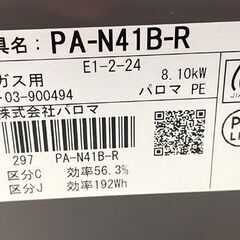 具名：PA-N41B-R
ガス用 E1-2-24 8.10kW
-03-900494 パロマ PE
株式会社パロマ
297 PA-N41B-R
区分C 効率56.3%
区分J 効率192Wh